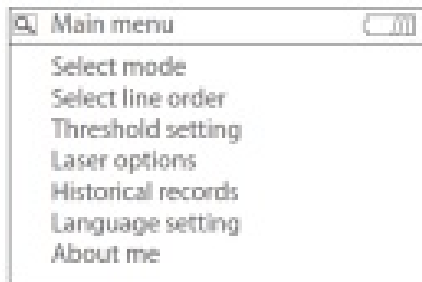 Main menu
Select mode
Select line order
Threshold setting
Laser options
Historical records
Language setting
About me